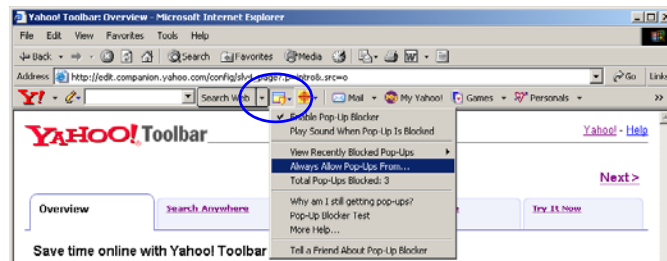 Yahoo! Toolbar: Overview - Microsoft Internet Explorer
File Edit View Favorites Tools Help
Back Search Favorites Media
Address http://edit.companion.yahoo.com/config/slv4_page?.p=intro&.src=o Go Links
Y! Search Web Mail My Yahoo! Games Personals
Enable Pop-Up Blocker
Play Sound When Pop-Up Is Blocked
YAHOO! Toolbar Yahoo! - Help
View Recently Blocked Pop-Ups
Always Allow Pop-Ups From...
Total Pop-Ups Blocked: 3
Next >
Why am I still getting pop-ups?
Overview Search Anywhere Try It Now
Pop-Up Blocker Test
More Help...
Save time online with Yahoo! Toolbar
Tell a Friend About Pop-Up Blocker